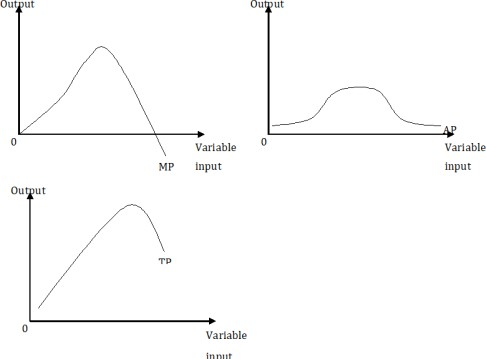 Output
0
Variable
MP
input
Output
0
AP
Variable
input
Output
TP
0
Variable
input